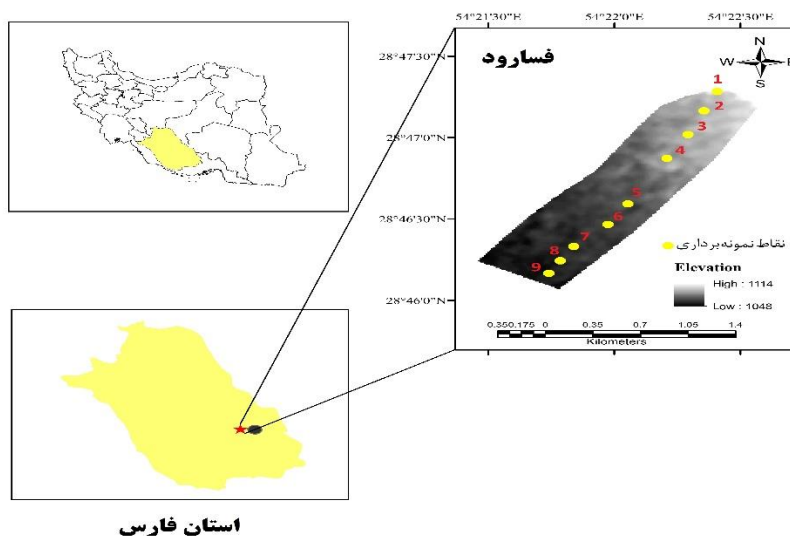 54°21'30"E
54°22'0"E
54°22'30"E
28°47'30"N
28°47'0"N
28°46'30"N
28°46'0"N
فسارود
N
W
E
S
1
2
3
4
5
6
7
8
9
نقاط نمونه‌برداری
Elevation
High : 1114
Low : 1048
0.35 0.175 0 0.35 0.7 1.05 1.4
Kilometers
استان فارس